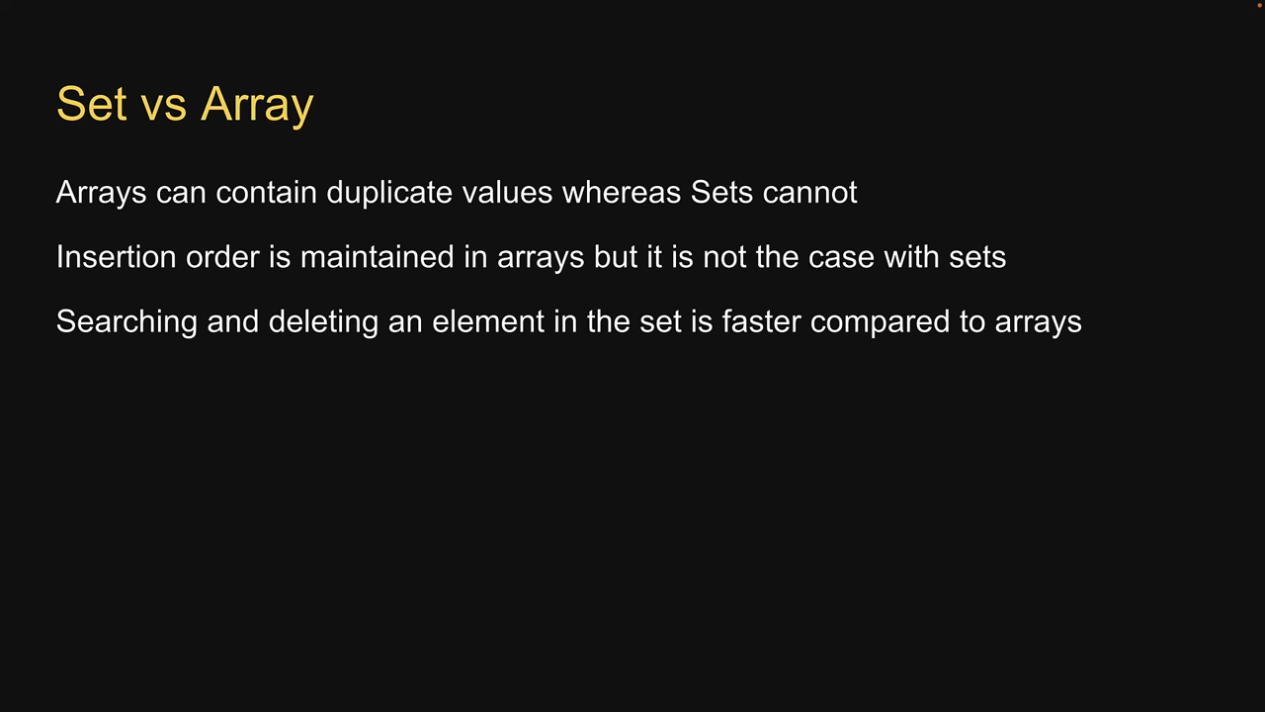 Set vs Array
Arrays can contain duplicate values whereas Sets cannot
Insertion order is maintained in arrays but it is not the case with sets
Searching and deleting an element in the set is faster compared to arrays